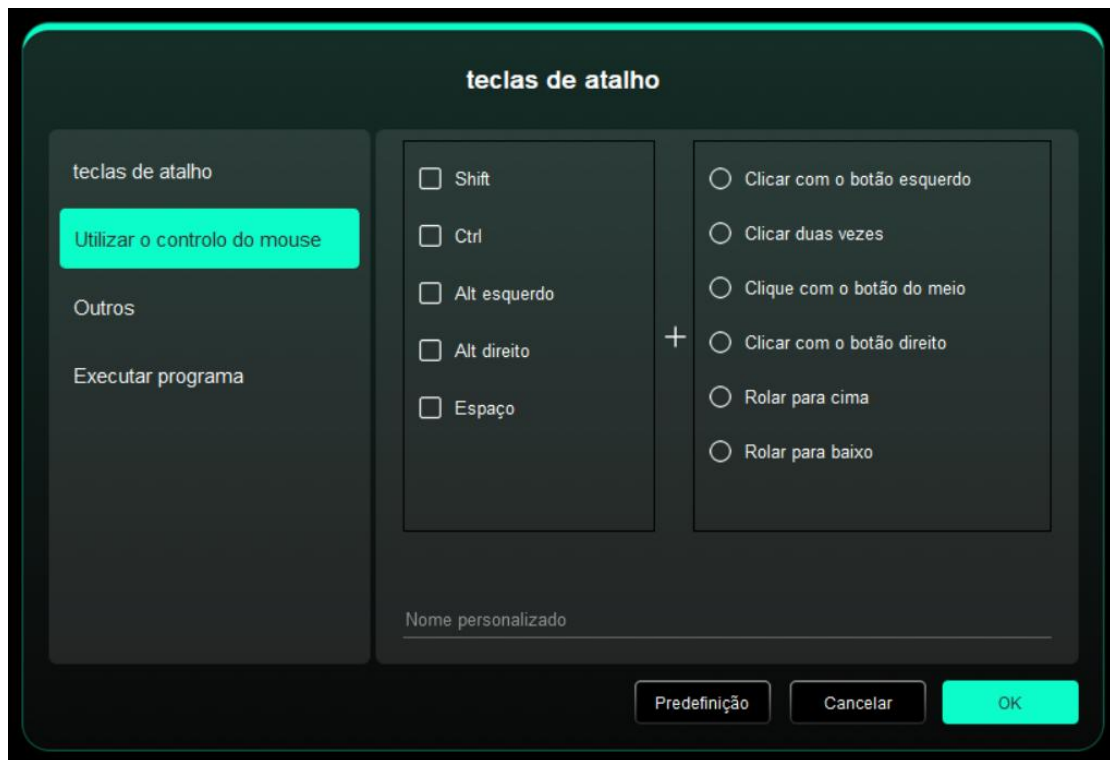 teclas de atalho
teclas de atalho
Utilizar o controlo do mouse
Outros
Executar programa
Shift
Ctrl
Alt esquerdo
Alt direito
Espaço
+
Clicar com o botão esquerdo
Clicar duas vezes
Clique com o botão do meio
Clicar com o botão direito
Rolar para cima
Rolar para baixo
Nome personalizado
Predefinição
Cancelar
OK